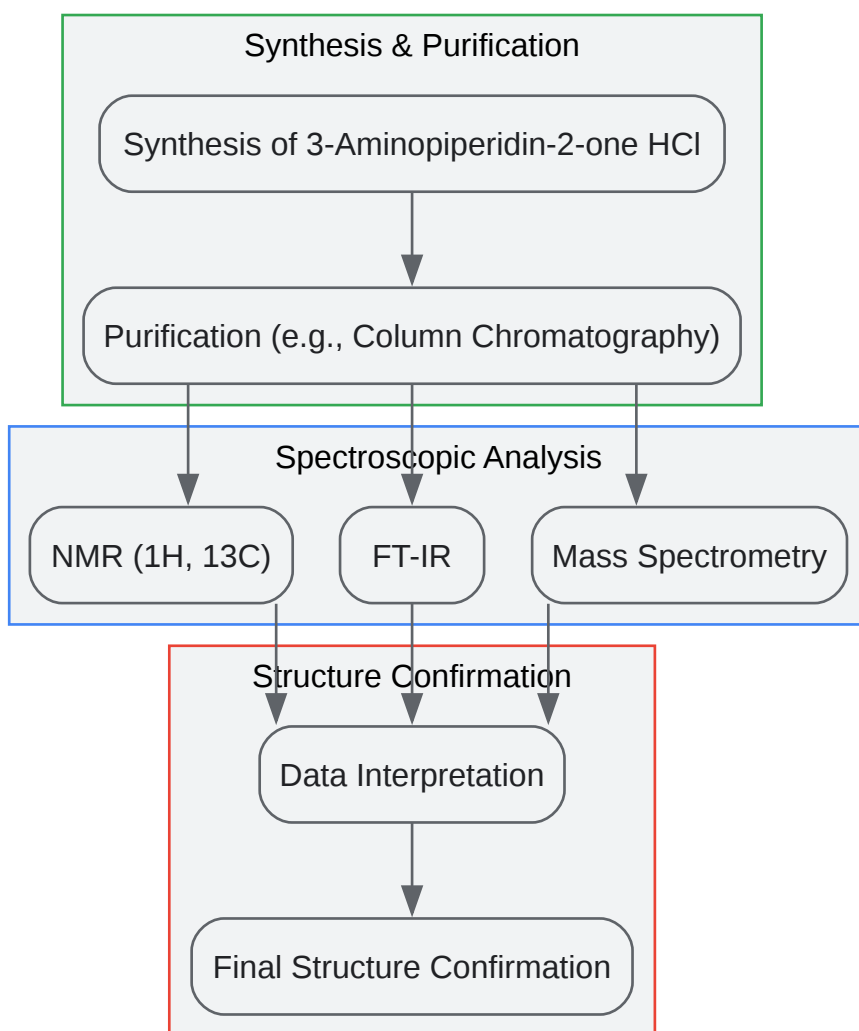 Synthesis & Purification
Synthesis of 3-Aminopiperidin-2-one HCl
Purification (e.g., Column Chromatography)
Spectroscopic Analysis
NMR (1H, 13C)
FT-IR
Mass Spectrometry
Structure Confirmation
Data Interpretation
Final Structure Confirmation